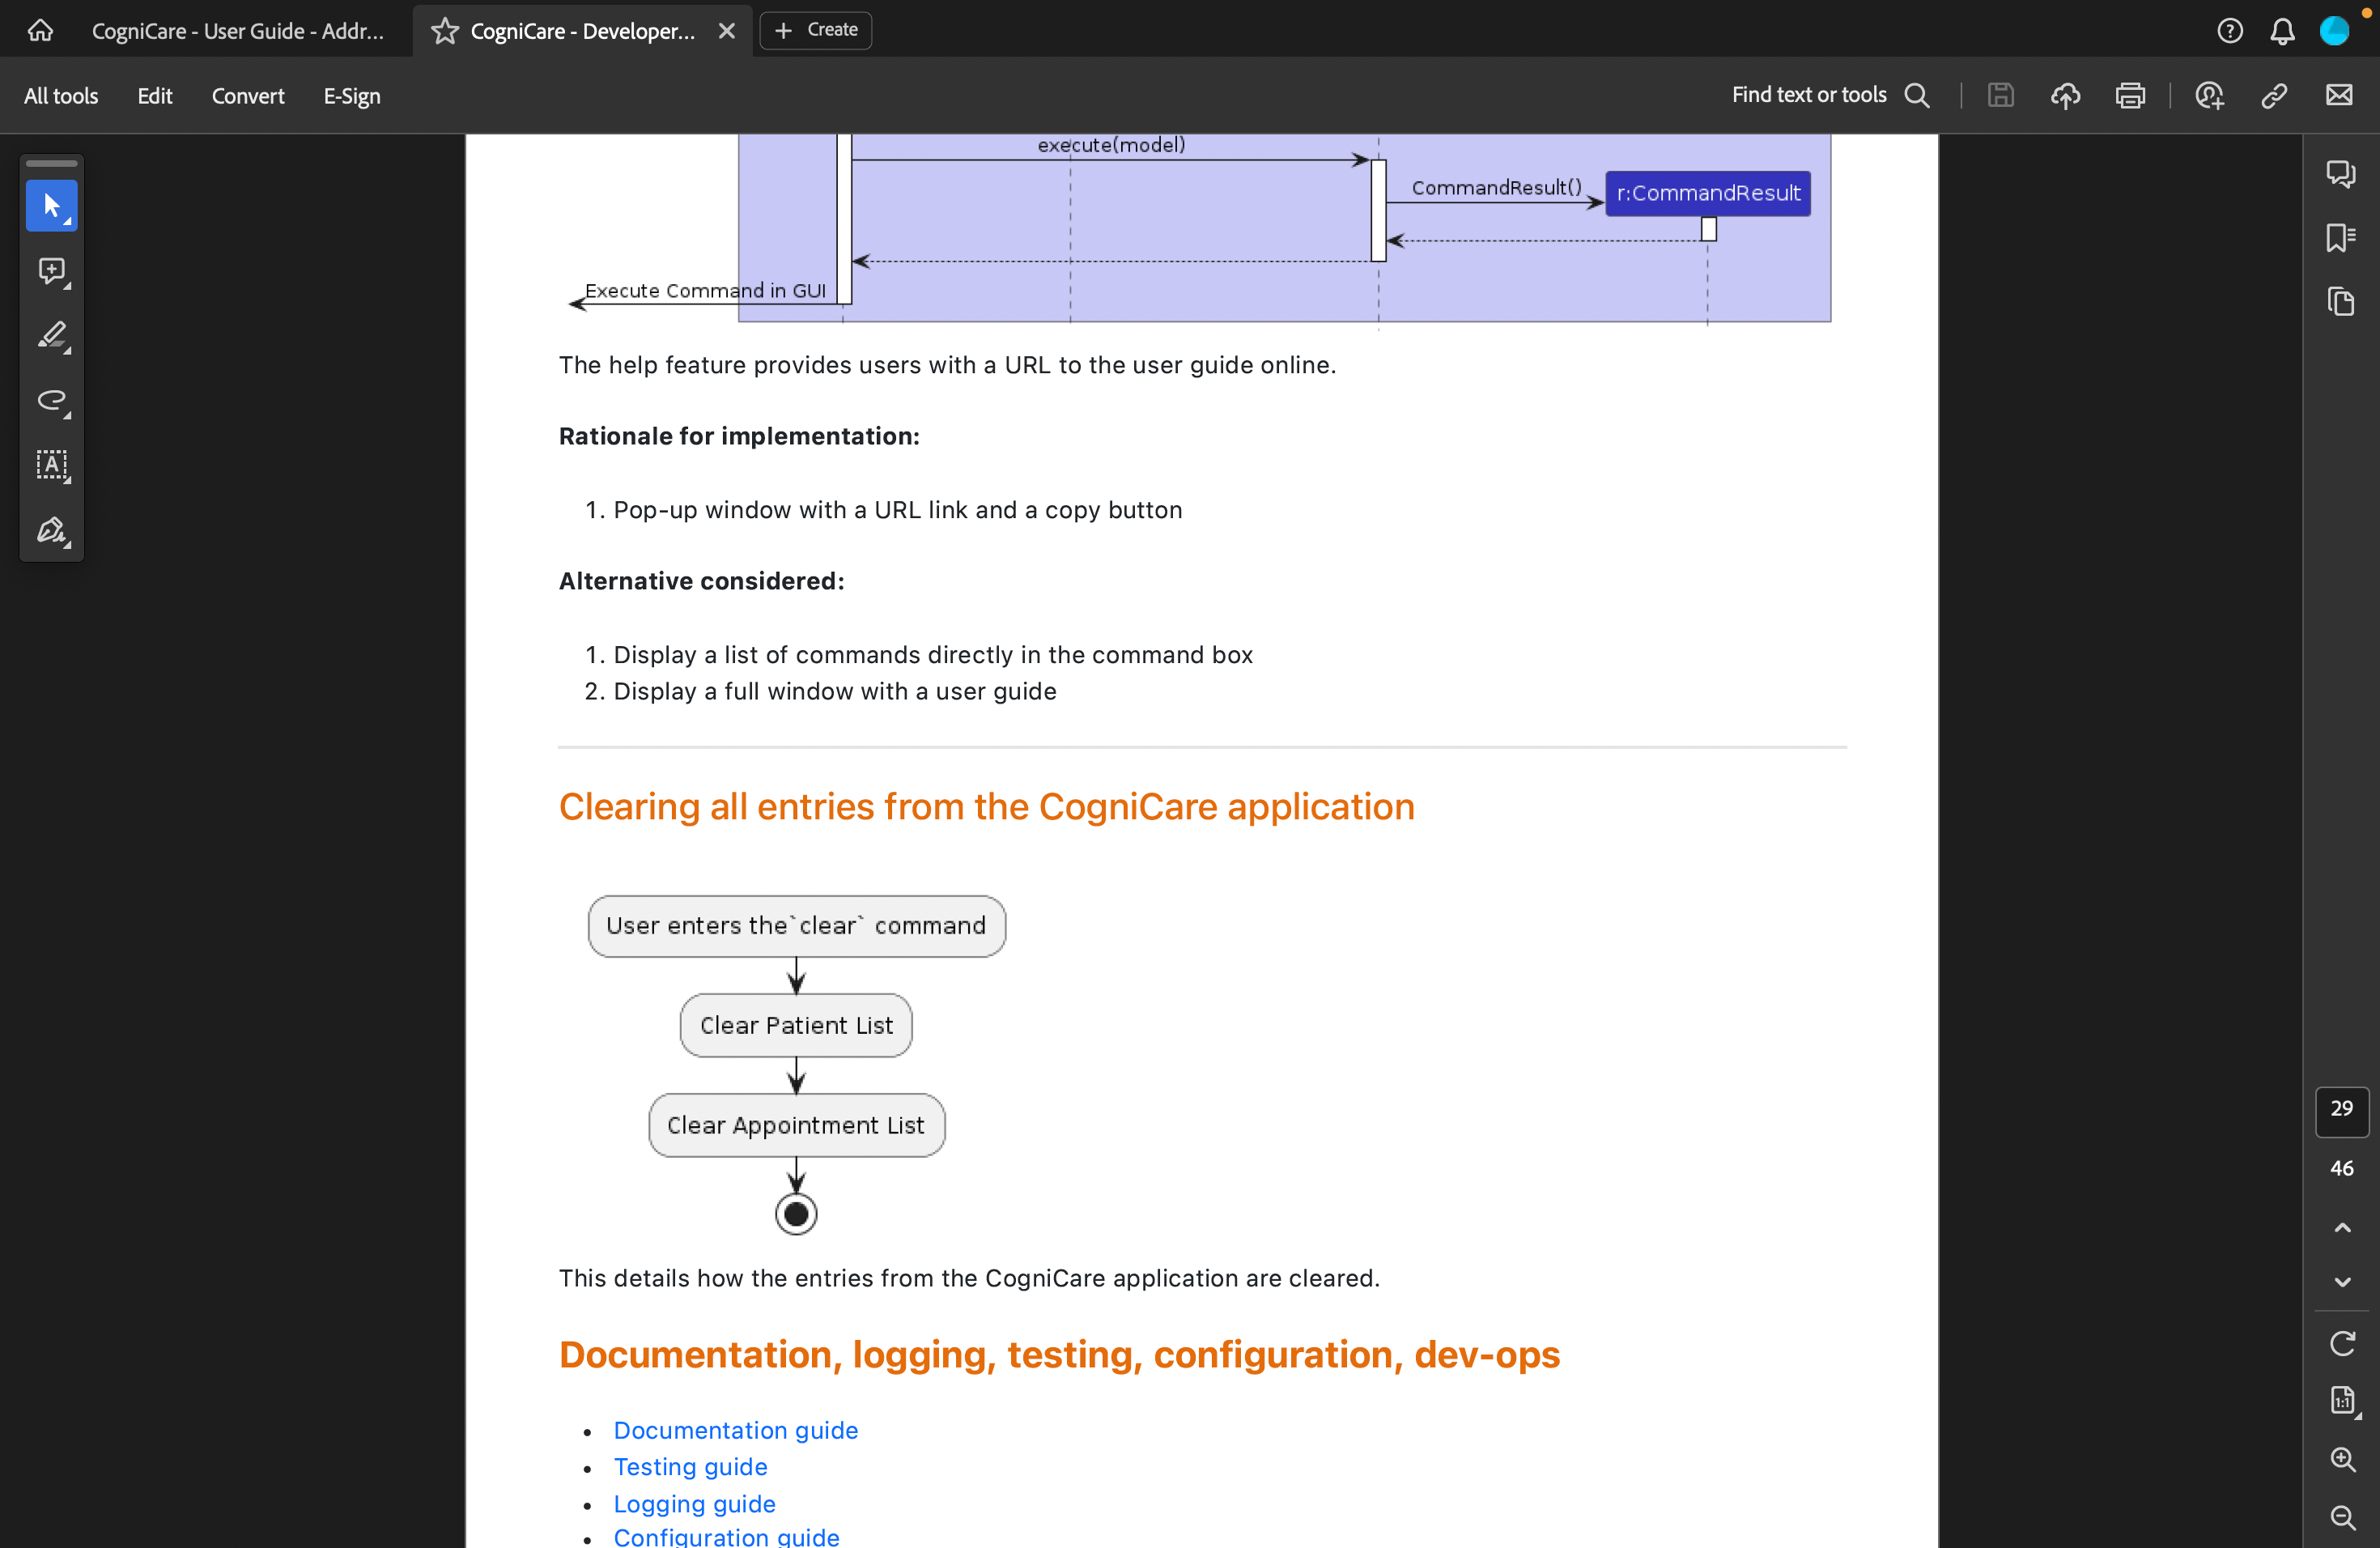 CogniCare - User Guide - Addr...
CogniCare - Developer...
Create
All tools
Edit
Convert
E-Sign
Find text or tools
execute(model)
CommandResult()
r:CommandResult
Execute Command in GUI
The help feature provides users with a URL to the user guide online.
Rationale for implementation:
1. Pop-up window with a URL link and a copy button
Alternative considered:
1. Display a list of commands directly in the command box
2. Display a full window with a user guide
Clearing all entries from the CogniCare application
User enters the`clear` command
Clear Patient List
Clear Appointment List
This details how the entries from the CogniCare application are cleared.
Documentation, logging, testing, configuration, dev-ops
• Documentation guide
• Testing guide
• Logging guide
• Configuration guide
A
29
46
1:1